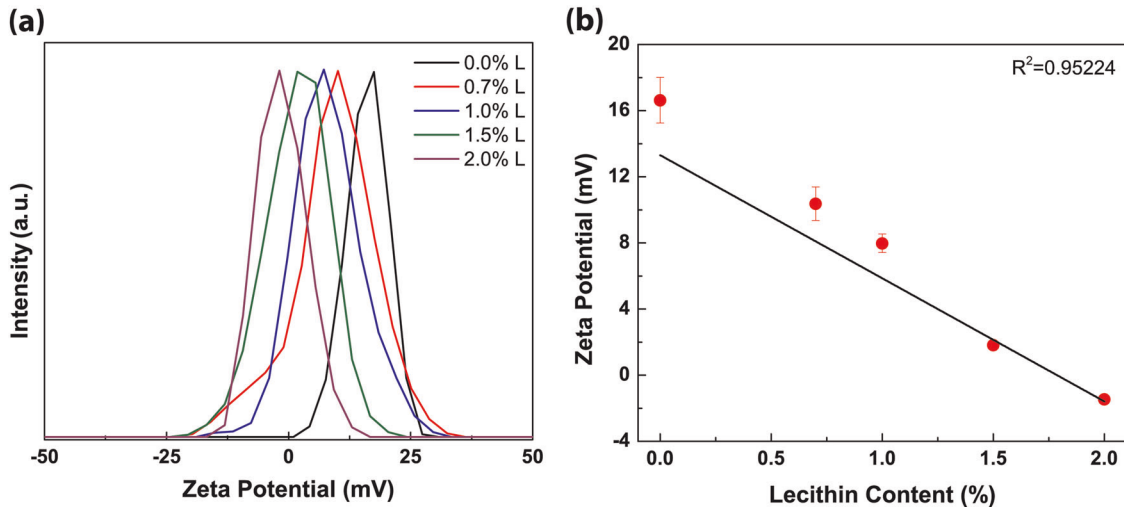 (a)
0.0% L
0.7% L
1.0% L
1.5% L
2.0% L
Intensity (a.u.)
-50
-25
0
25
50
Zeta Potential (mV)
(b)
20
16
12
8
4
0
-4
R²=0.95224
Zeta Potential (mV)
0.0
0.5
1.0
1.5
2.0
Lecithin Content (%)